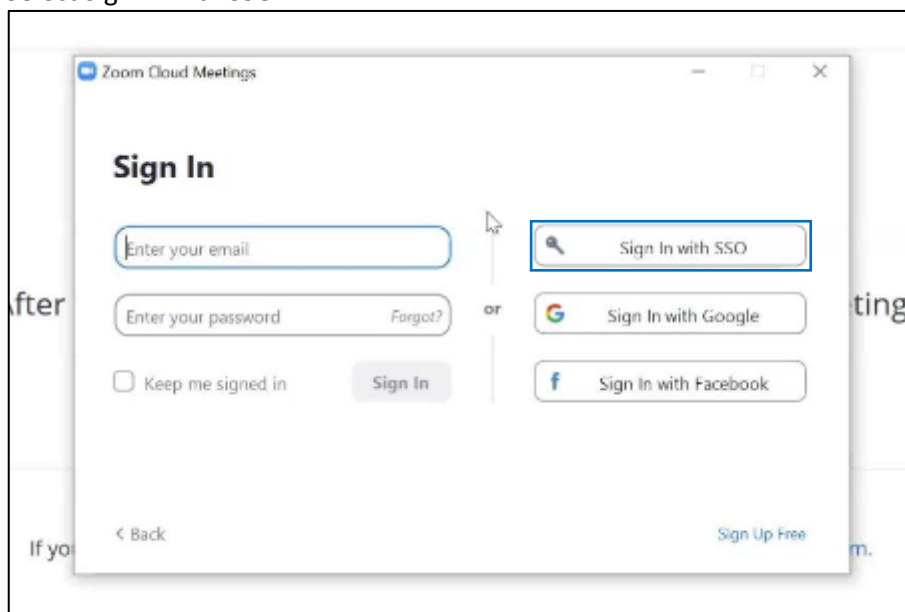 Zoom Cloud Meetings
Sign In
Enter your email
Sign In with SSO
fter
Enter your password
Forgot?
or
Sign In with Google
ting
Keep me signed in
Sign In
Sign In with Facebook
< Back
Sign Up Free
If yo
m.